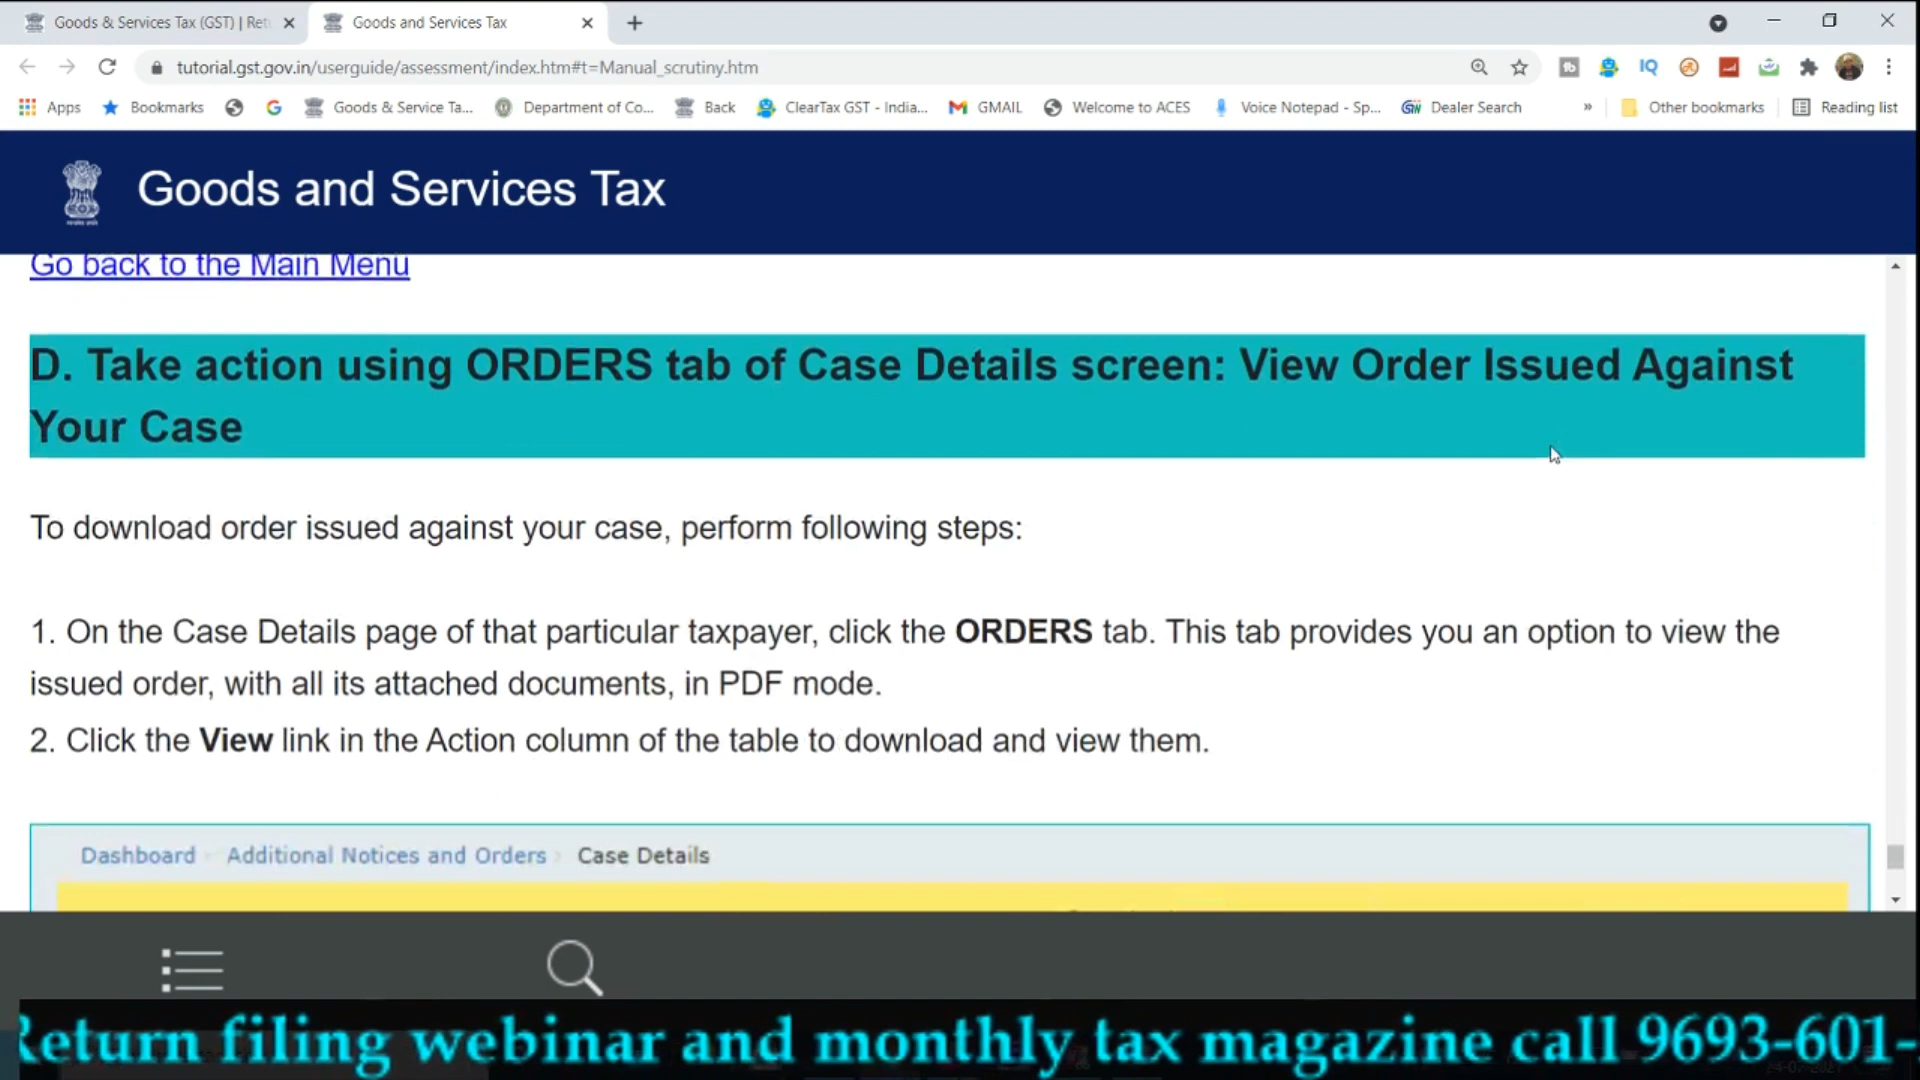 Goods & Services Tax (GST) | Ret
Goods and Services Tax
tutorial.gst.gov.in/userguide/assessment/index.htm#t=Manual_scrutiny.htm
Apps
Bookmarks
Goods & Service Ta...
Department of Co...
Back
ClearTax GST - India...
GMAIL
Welcome to ACES
Voice Notepad - Sp...
Dealer Search
»
Other bookmarks
Reading list
Goods and Services Tax
Go back to the Main Menu
D. Take action using ORDERS tab of Case Details screen: View Order Issued Against
Your Case
To download order issued against your case, perform following steps:
1. On the Case Details page of that particular taxpayer, click the ORDERS tab. This tab provides you an option to view the
issued order, with all its attached documents, in PDF mode.
2. Click the View link in the Action column of the table to download and view them.
Dashboard
Additional Notices and Orders
Case Details
Return filing webinar and monthly tax magazine call 9693-601-